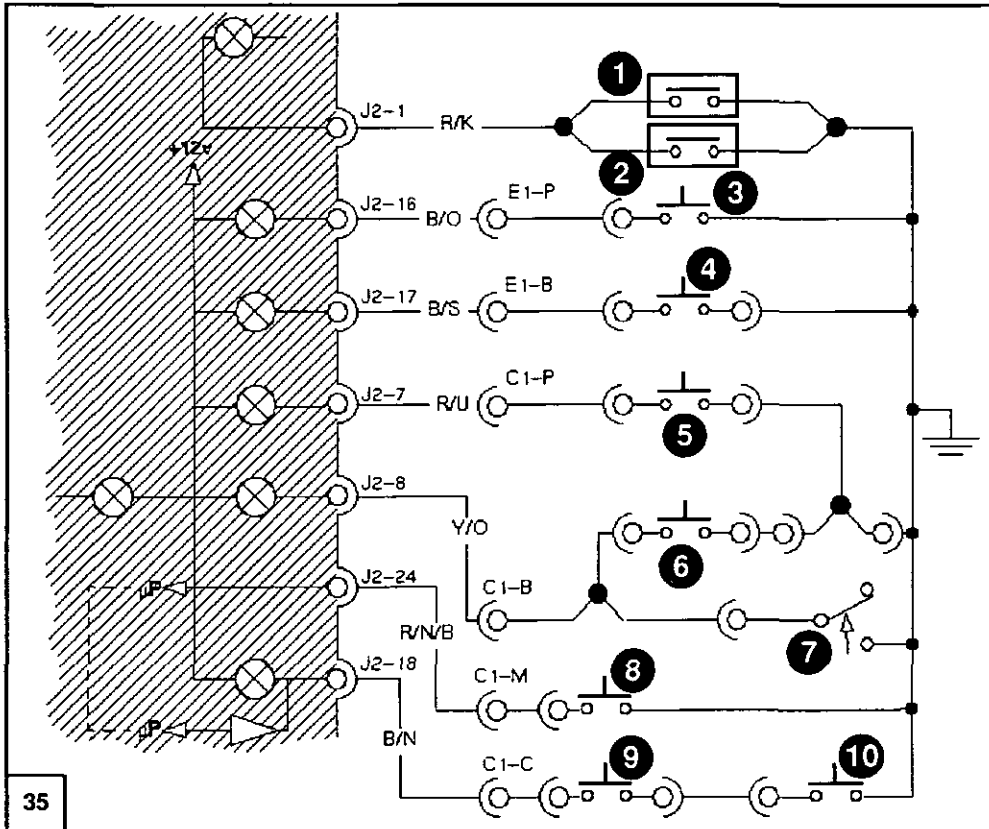 1
J2-1
R/K
+12v
2
J2-16
B/O
E1-P
3
J2-17
B/S
E1-B
4
J2-7
R/U
C1-P
5
J2-8
Y/O
6
J2-24
μP
R/N/B
C1-B
7
J2-18
C1-M
8
μP
B/N
C1-C
9
10
35